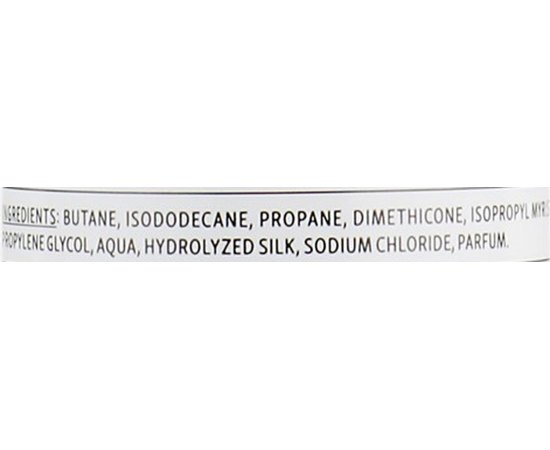 INGREDIENTS: BUTANE, ISODODECANE, PROPANE, DIMETHICONE, ISOPROPYL
PROPYLENE GLYCOL, AQUA, HYDROLYZED SILK, SODIUM CHLORIDE, PARFUM.